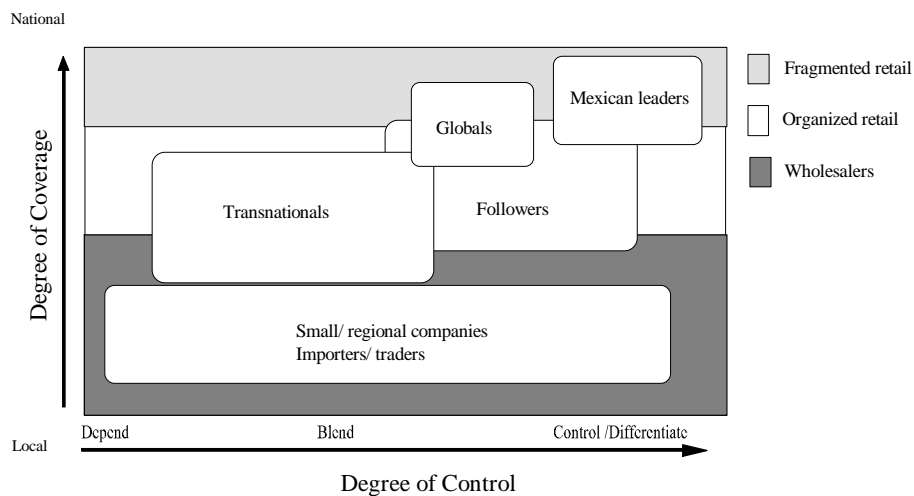 National
Fragmented retail
Mexican leaders
Organized retail
Globals
Wholesalers
Transnationals
Followers
Degree of Coverage
Small/ regional companies
Importers/ traders
Local
Depend
Blend
Control /Differentiate
Degree of Control